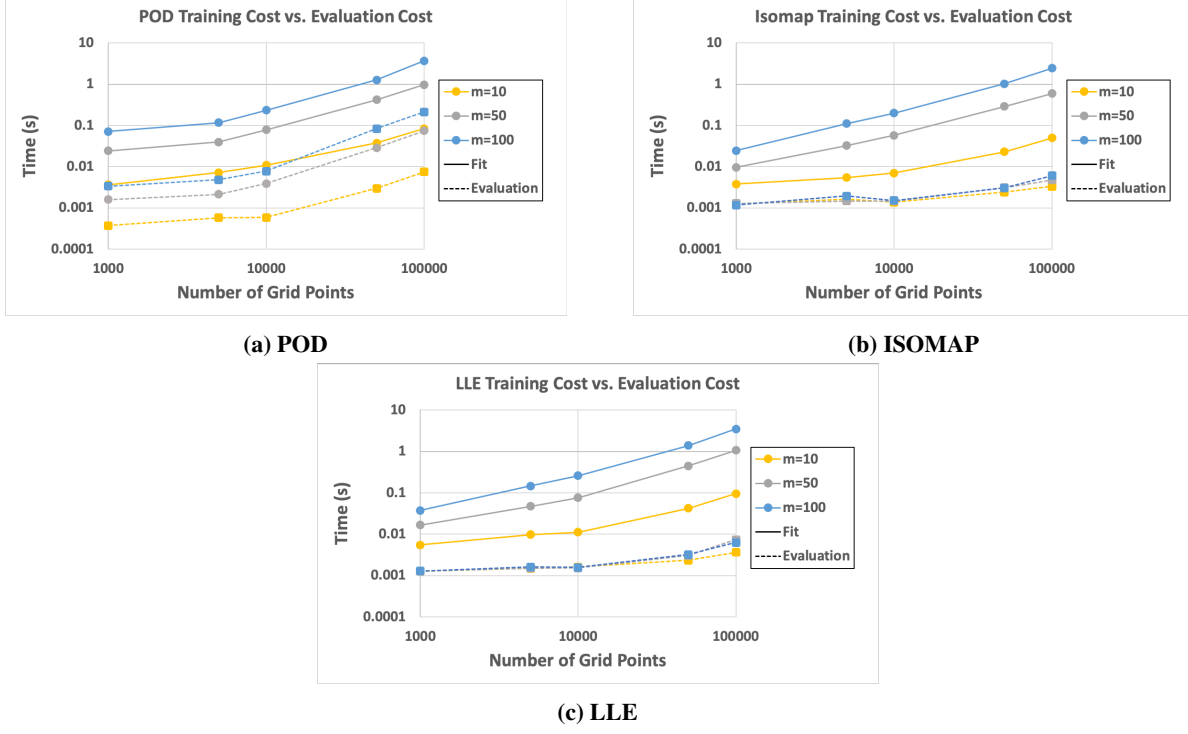 POD Training Cost vs. Evaluation Cost
10
1
0.1
0.01
0.001
0.0001
Time (s)
1000 10000 100000
Number of Grid Points
m=10
m=50
m=100
Fit
Evaluation
(a) POD
Isomap Training Cost vs. Evaluation Cost
10
1
0.1
0.01
0.001
0.0001
Time (s)
1000 10000 100000
Number of Grid Points
m=10
m=50
m=100
Fit
Evaluation
(b) ISOMAP
LLE Training Cost vs. Evaluation Cost
10
1
0.1
0.01
0.001
0.0001
Time (s)
1000 10000 100000
Number of Grid Points
m=10
m=50
m=100
Fit
Evaluation
(c) LLE